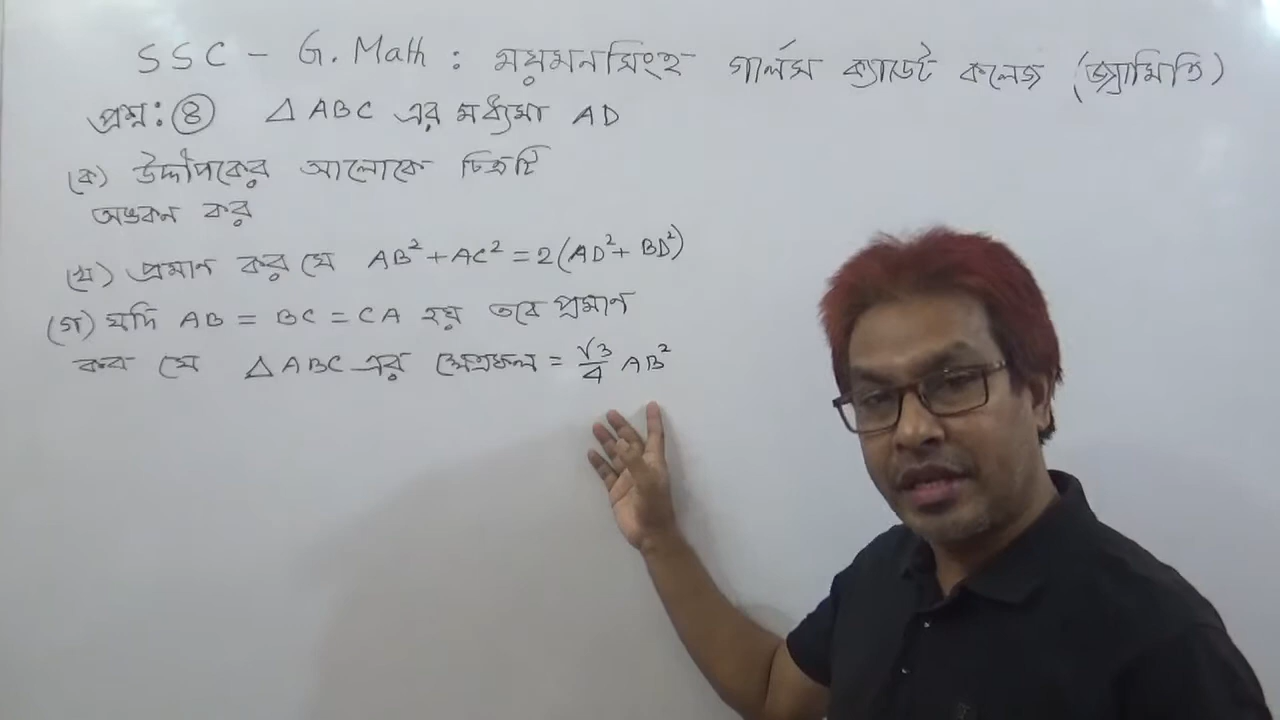 SSC - G. Math : ময়মনসিংহ গার্লস ক্যাডেট কলেজ (জ্যামিতি)
প্রশ্ন: ④ △ ABC এর মধ্যমা AD
(ক) উদ্দীপকের আলোকে চিত্রটি
অঙ্কন কর
(খ) প্রমান কর যে AB² + AC² = 2(AD² + BD²)
(গ) যদি AB = BC = CA হয় তবে প্রমান
কর যে △ ABC এর ক্ষেত্রফল = √3/4 AB²